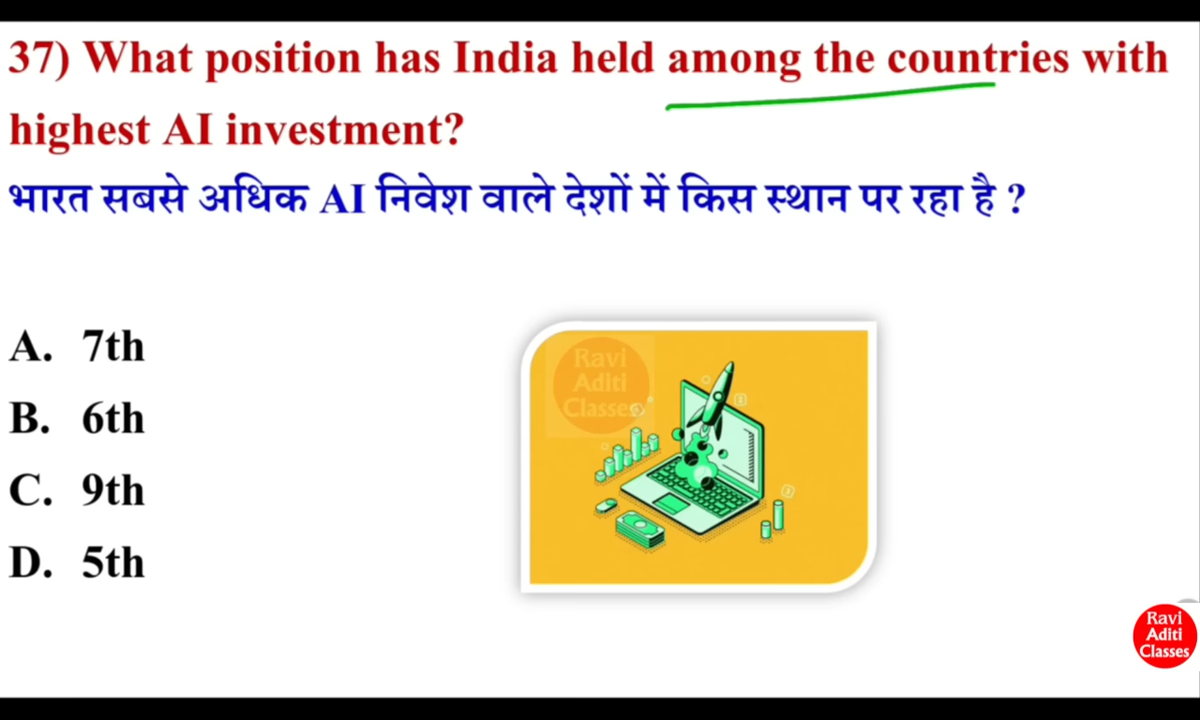 37) What position has India held among the countries with
highest AI investment?
भारत सबसे अधिक AI निवेश वाले देशों में किस स्थान पर रहा है ?
A. 7th
B. 6th
C. 9th
D. 5th
Ravi
Aditi
Classes
Ravi
Aditi
Classes